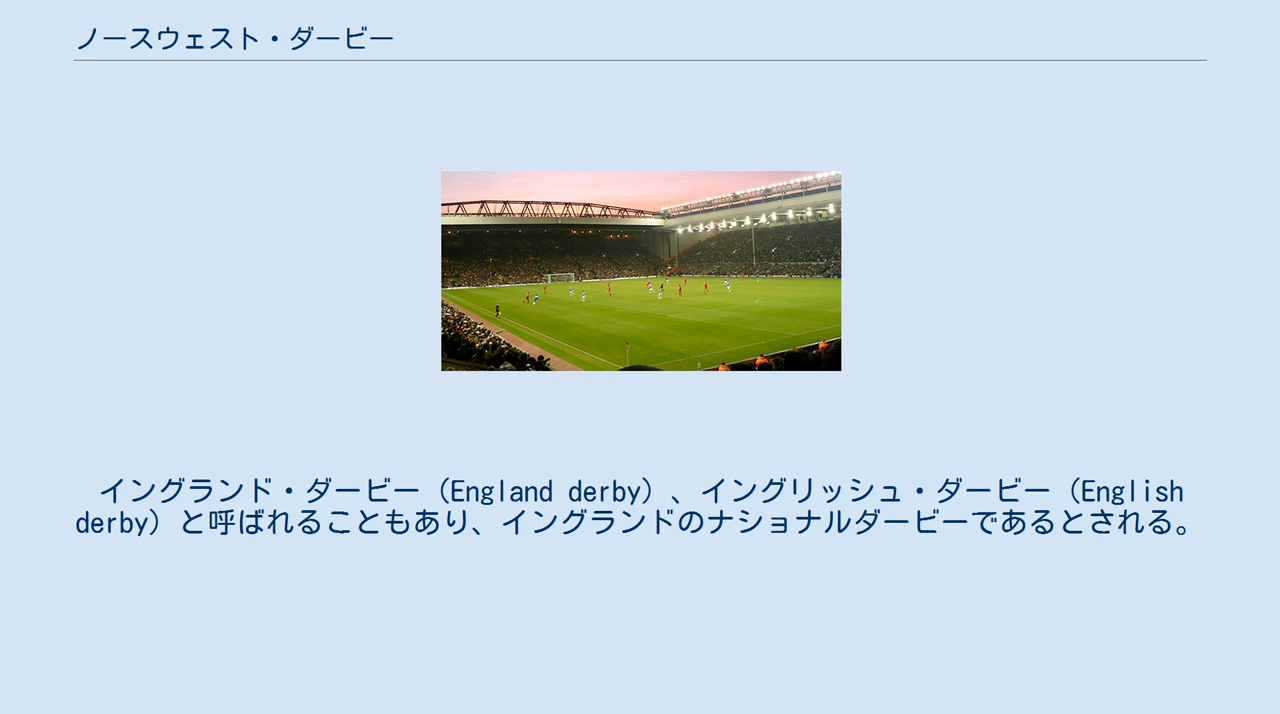 ノースウェスト・ダービー
イングランド・ダービー（England derby）、イングリッシュ・ダービー（English
derby）と呼ばれることもあり、イングランドのナショナルダービーであるとされる。